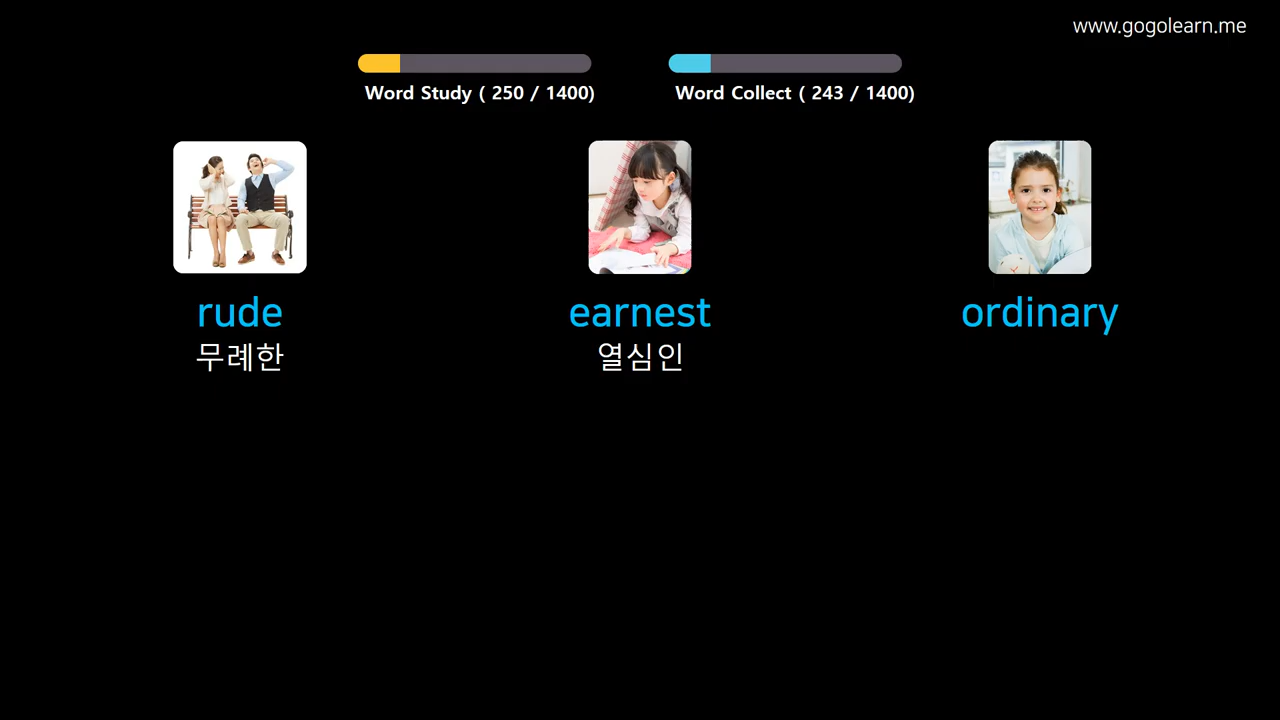 www.gogolearn.me
Word Study ( 250 / 1400)
Word Collect ( 243 / 1400)
rude
무례한
earnest
열심인
ordinary